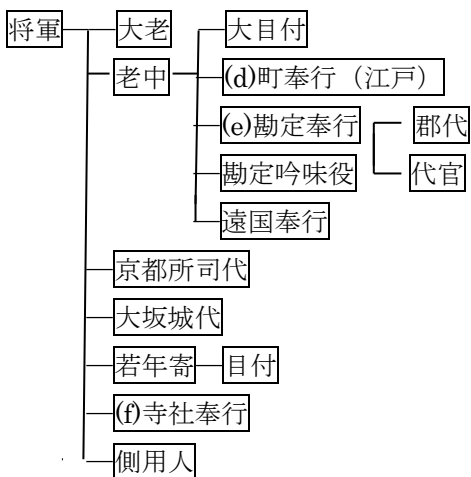 将軍 大老 大目付
老中 (d)町奉行（江戸）
(e)勘定奉行 郡代
勘定吟味役 代官
遠国奉行
京都所司代
大坂城代
若年寄 目付
(f)寺社奉行
側用人